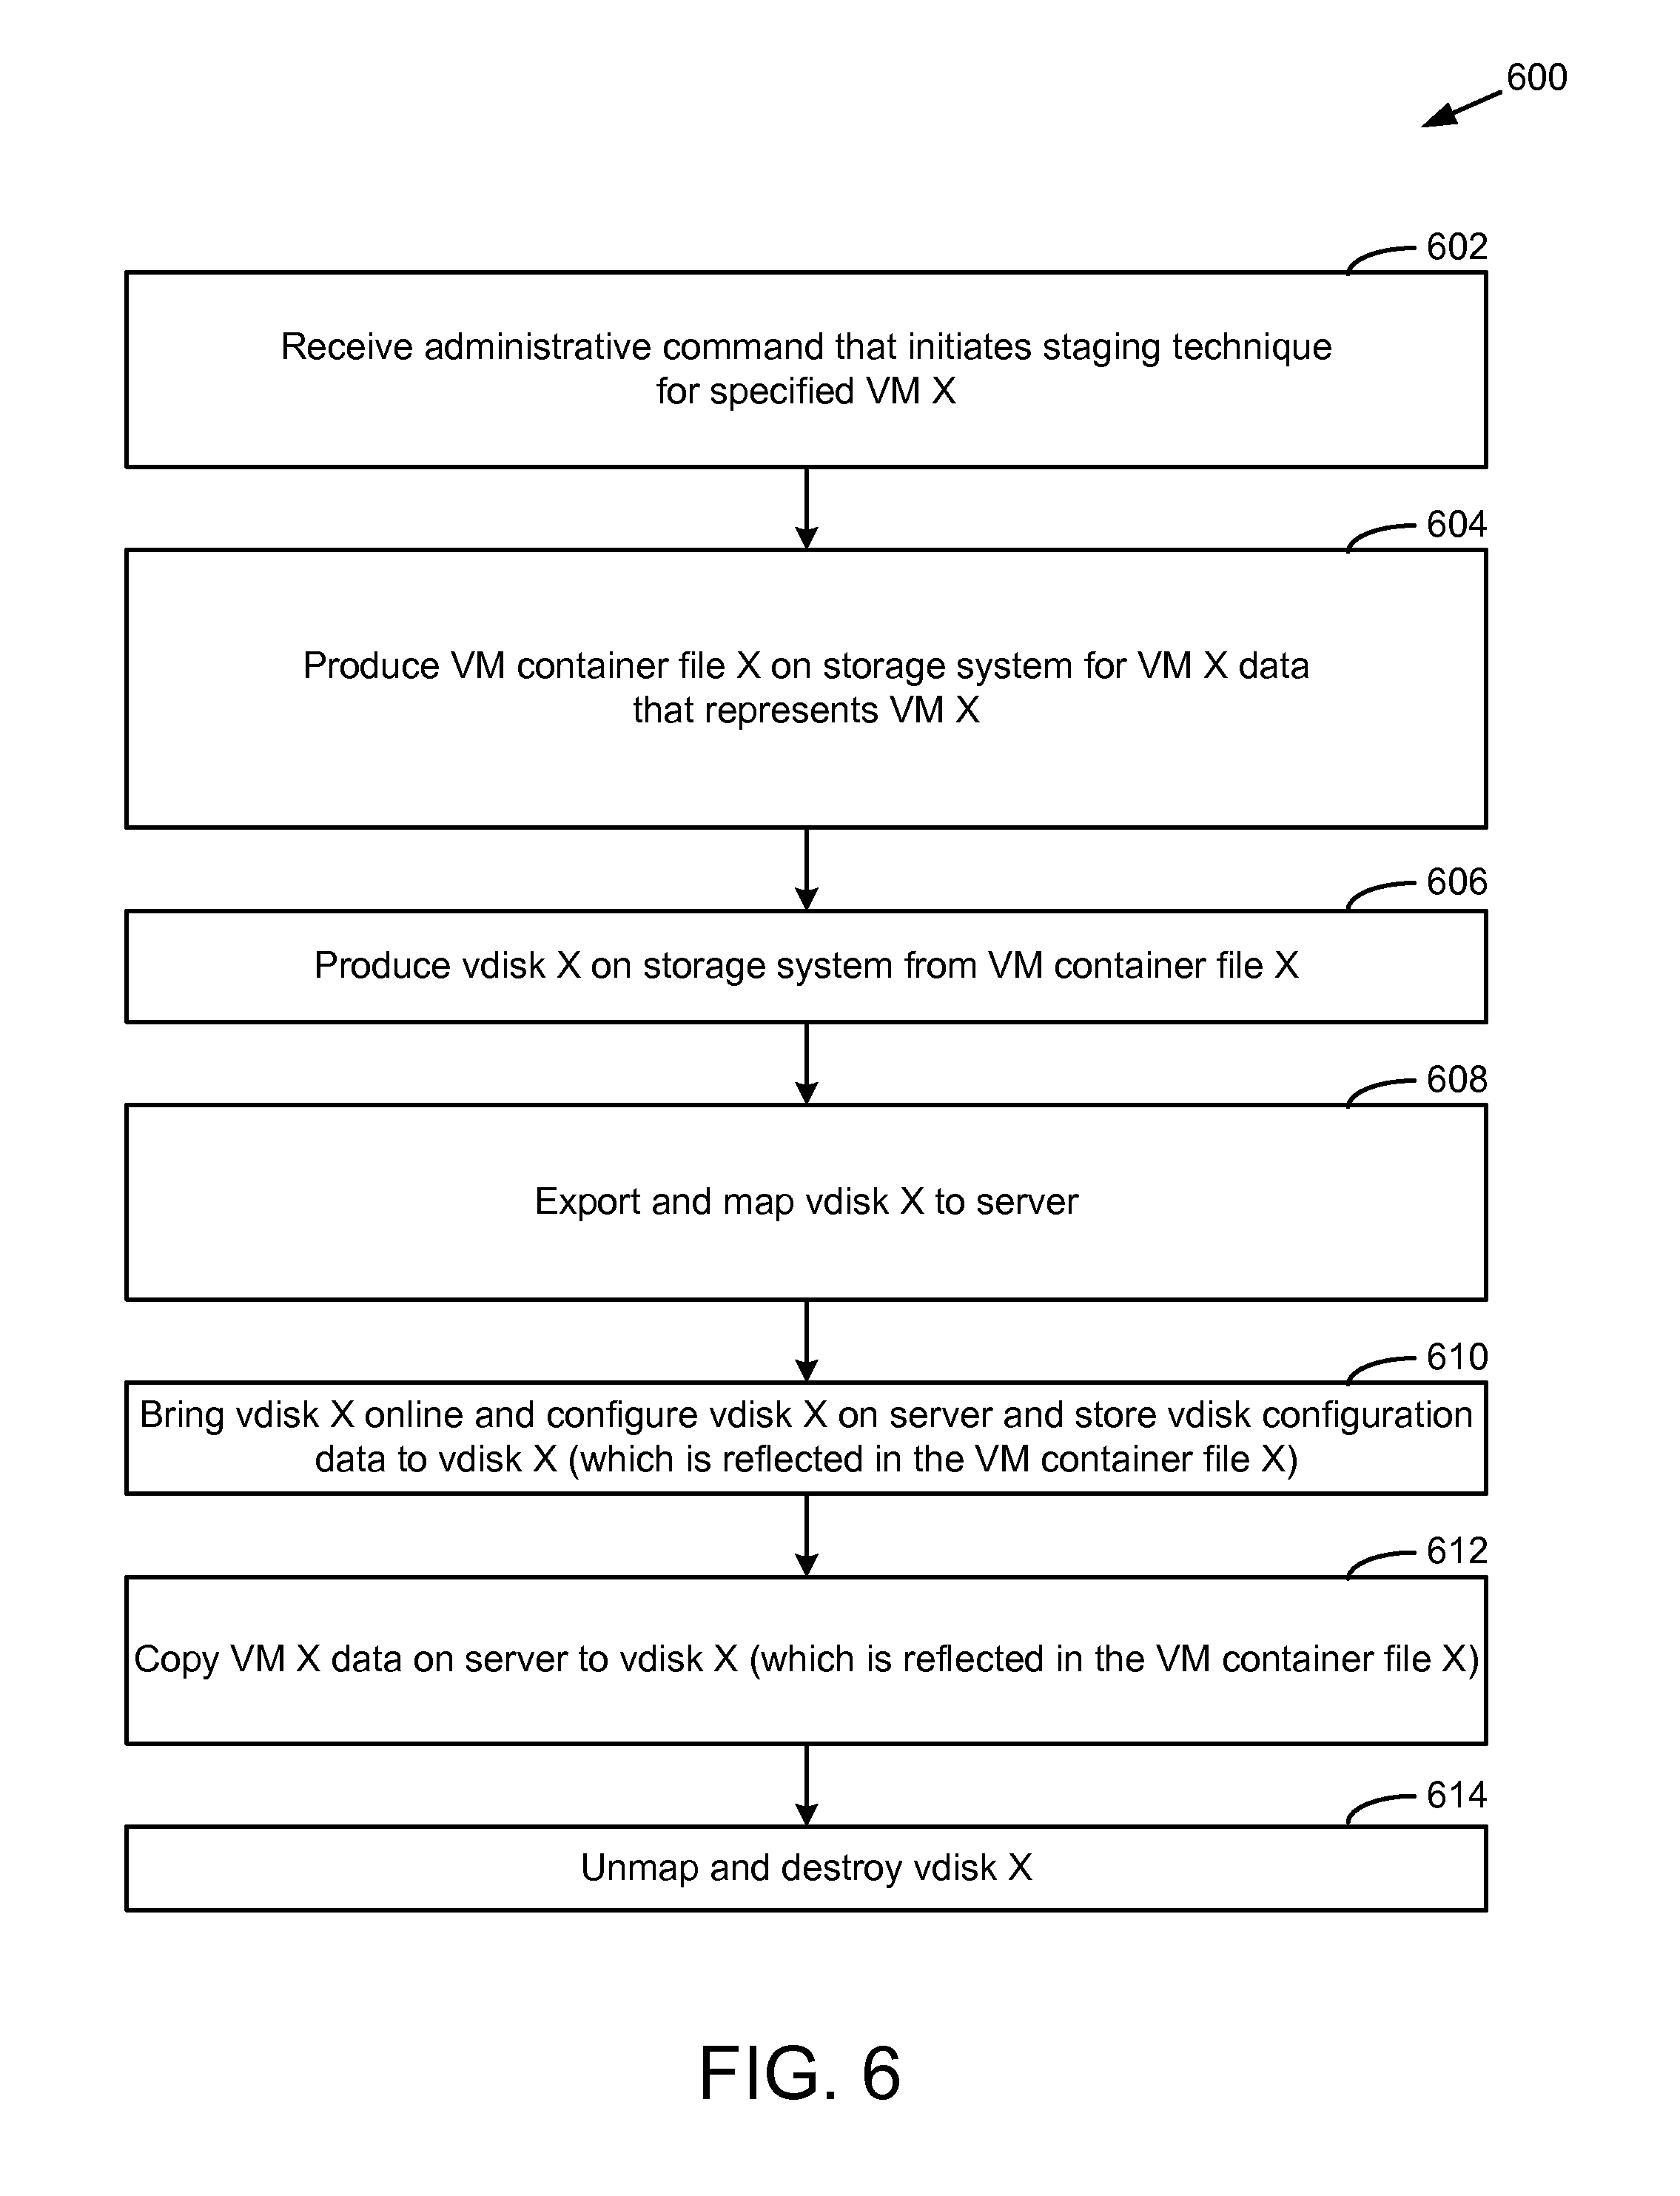 600
602
Receive administrative command that initiates staging technique
for specified VM X
604
Produce VM container file X on storage system for VM X data
that represents VM X
606
Produce vdisk X on storage system from VM container file X
608
Export and map vdisk X to server
610
Bring vdisk X online and configure vdisk X on server and store vdisk configuration
data to vdisk X (which is reflected in the VM container file X)
612
Copy VM X data on server to vdisk X (which is reflected in the VM container file X)
614
Unmap and destroy vdisk X
FIG. 6